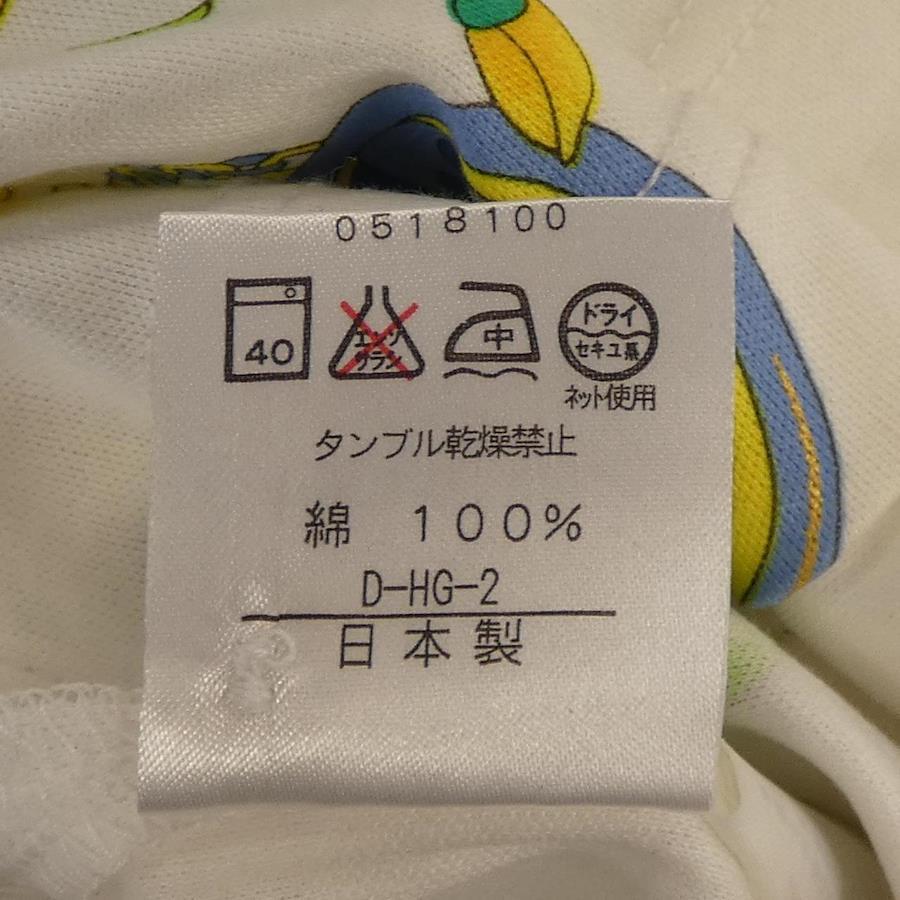 0518100
40 エンソ サラシ 中 ドライ セキユ系
ネット使用
タンブル乾燥禁止
綿 100%
D-HG-2
日本製